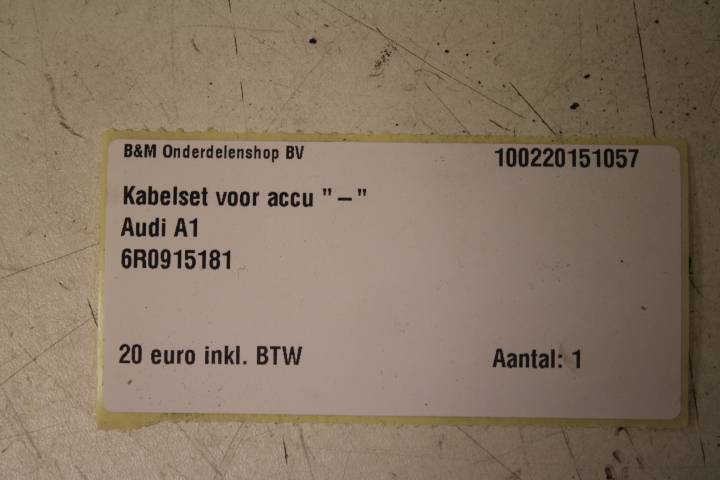 B&M Onderdelenshop BV 100220151057
Kabelset voor accu "–"
Audi A1
6R0915181
20 euro inkl. BTW Aantal: 1